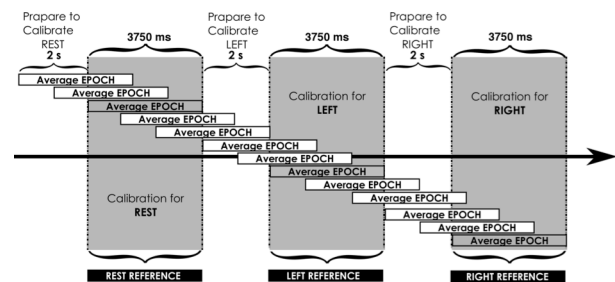 Prapare to
Calibrate
REST
2 s
3750 ms
Prapare to
Calibrate
LEFT
2 s
3750 ms
Prapare to
Calibrate
RIGHT
2 s
3750 ms
Average EPOCH
Average EPOCH
Average EPOCH
Average EPOCH
Average EPOCH
Average EPOCH
Average EPOCH
Average EPOCH
Average EPOCH
Average EPOCH
Average EPOCH
Average EPOCH
Average EPOCH
Calibration for
REST
Calibration for
LEFT
Calibration for
RIGHT
REST REFERENCE
LEFT REFERENCE
RIGHT REFERENCE